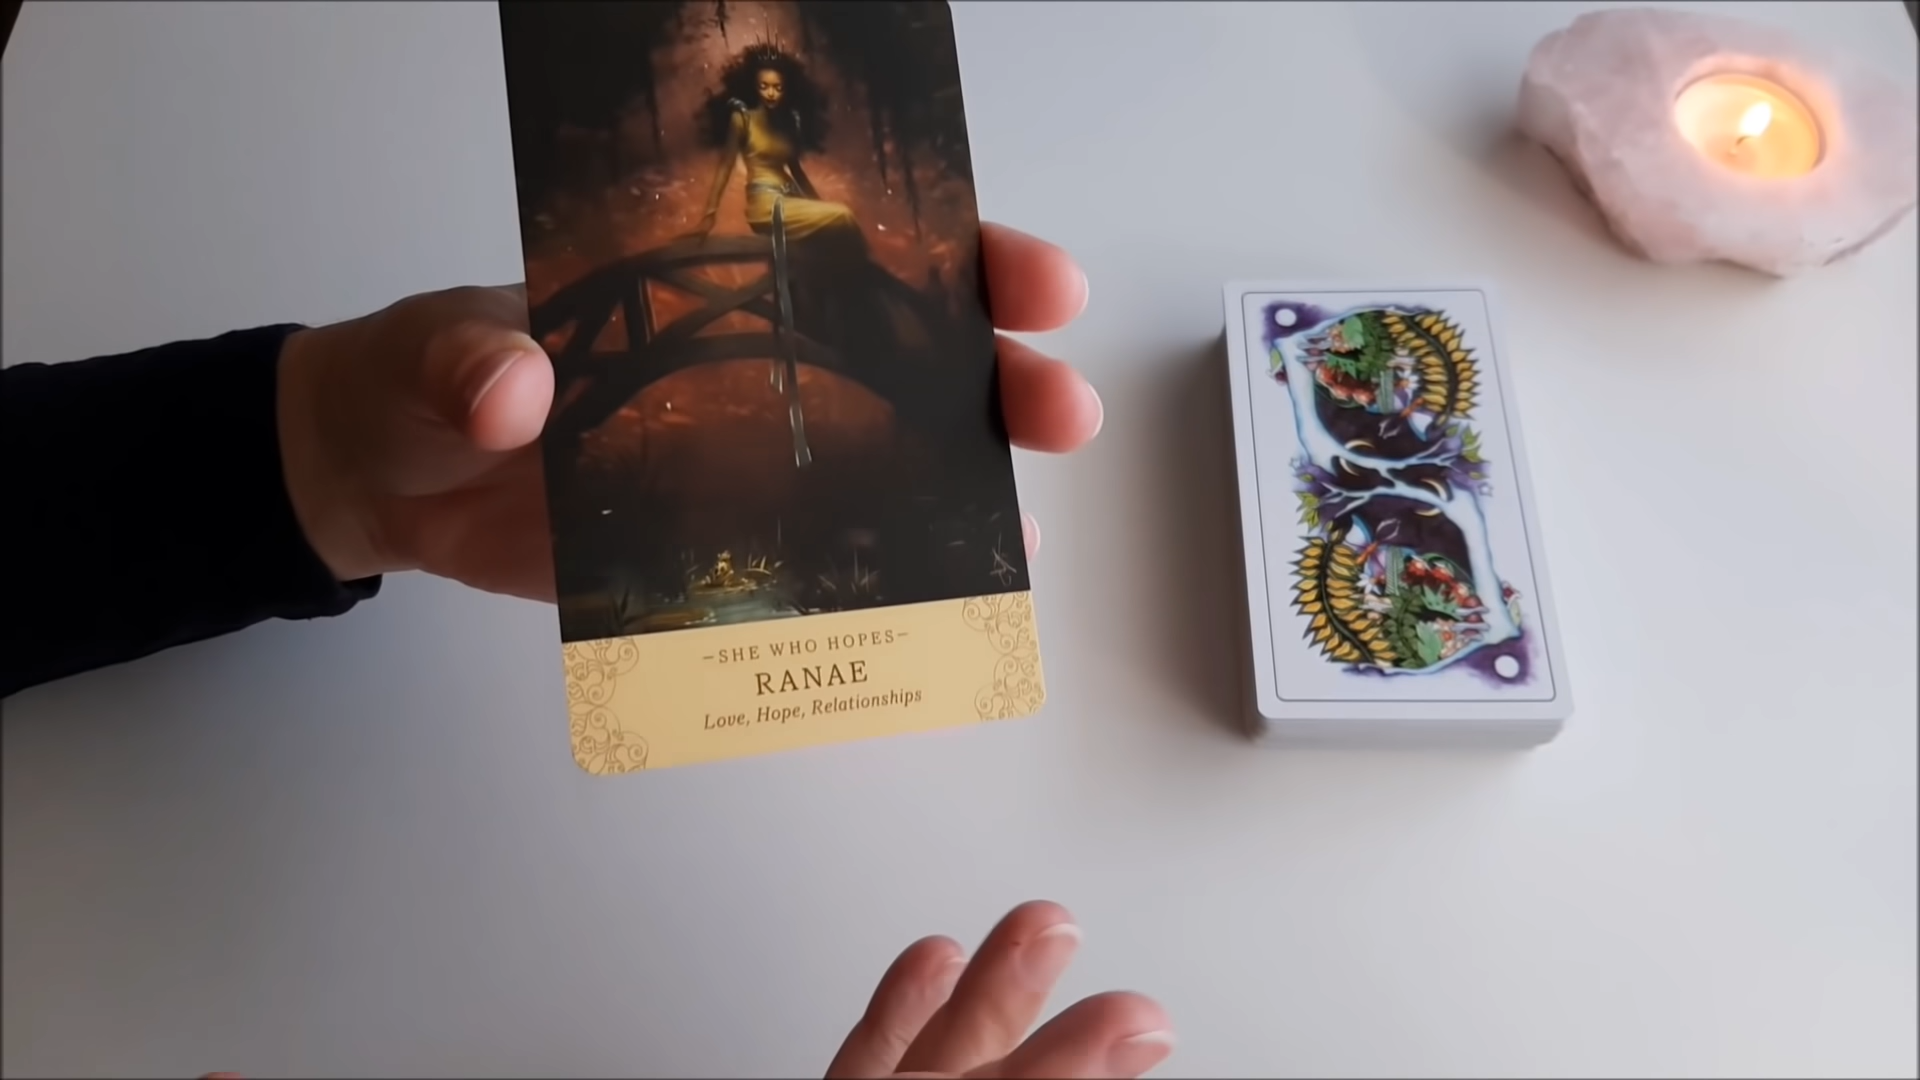 –SHE WHO HOPES–
RANAE
Love, Hope, Relationships